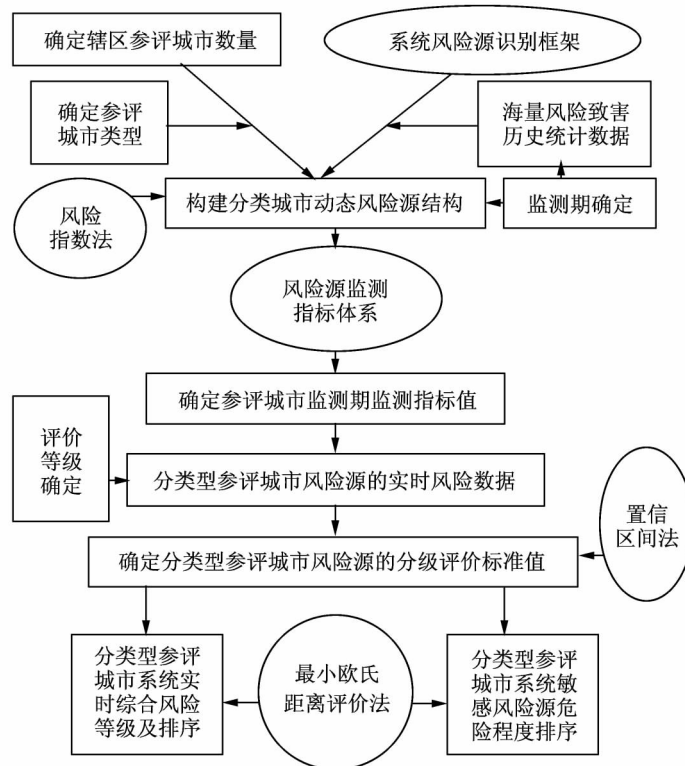 确定辖区参评城市数量
系统风险源识别框架
确定参评
城市类型
海量风险致害
历史统计数据
风险
指数法
构建分类城市动态风险源结构
监测期确定
风险源监测
指标体系
确定参评城市监测期监测指标值
评价
等级
确定
分类型参评城市风险源的实时风险数据
置信
区间法
确定分类型参评城市风险源的分级评价标准值
分类型参评
城市系统实
时综合风险
等级及排序
最小欧氏
距离评价法
分类型参评
城市系统敏
感风险源危
险程度排序